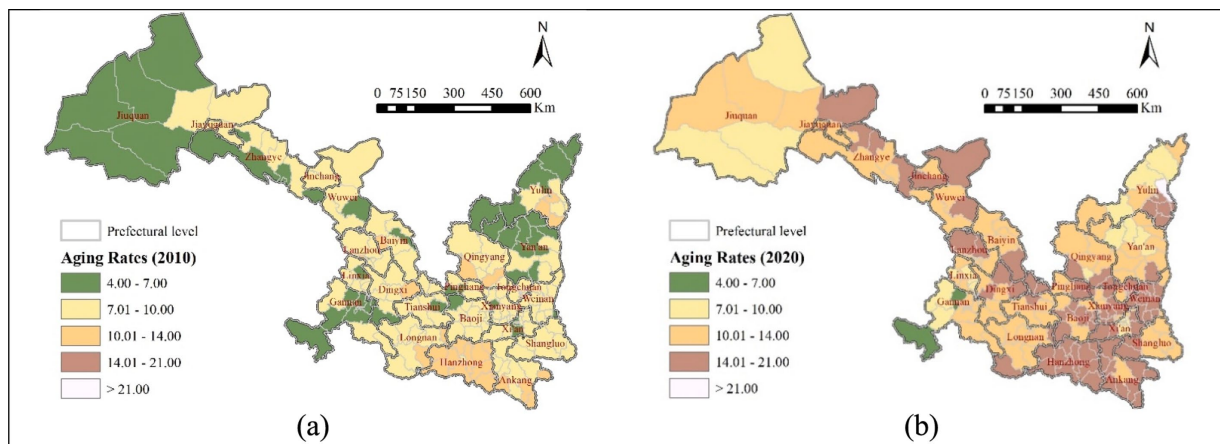 N
0 75 150 300 450 600
Km
Jiuquan
Jiayuguan
Zhangye
Jinchang
Wuwei
Yulin
Lanzhou
Baiyin
Yan'an
Qingyang
Linxia
Gannan
Dingxi
Pingliang
Tongchuan
Weinan
Tianshui
Xianyang
Baoji
Xi'an
Longnan
Shangluo
Hanzhong
Ankang
Prefectural level
Aging Rates (2010)
4.00 - 7.00
7.01 - 10.00
10.01 - 14.00
14.01 - 21.00
> 21.00
(a)
N
0 75 150 300 450 600
Km
Jiuquan
Jiayuguan
Zhangye
Jinchang
Wuwei
Yulin
Lanzhou
Baiyin
Yan'an
Qingyang
Linxia
Gannan
Dingxi
Pingliang
Tongchuan
Weinan
Tianshui
Xianyang
Baoji
Xi'an
Longnan
Shangluo
Hanzhong
Ankang
Prefectural level
Aging Rates (2020)
4.00 - 7.00
7.01 - 10.00
10.01 - 14.00
14.01 - 21.00
> 21.00
(b)